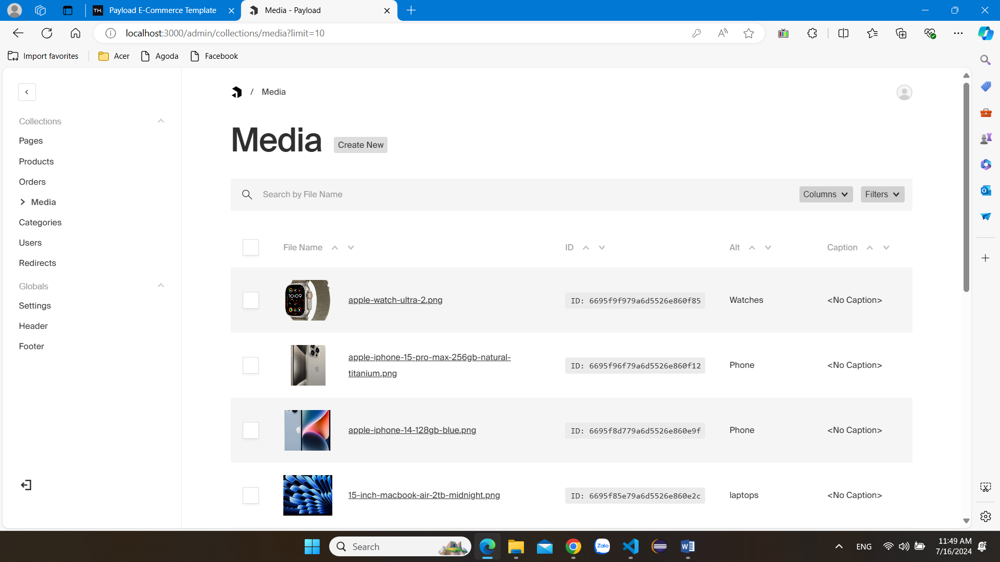 TH. Payload E-Commerce Template
Media - Payload
localhost:3000/admin/collections/media?limit=10
Import favorites
Acer
Agoda
Facebook
Collections
Pages
Products
Orders
Media
Categories
Users
Redirects
Globals
Settings
Header
Footer
/ Media
Media
Create New
Search by File Name
Columns
Filters
File Name
ID
Alt
Caption
10:09
apple-watch-ultra-2.png
ID: 6695f9f979a6d5526e860f85
Watches
<No Caption>
apple-iphone-15-pro-max-256gb-natural-
titanium.png
ID: 6695f96f79a6d5526e860f12
Phone
<No Caption>
apple-iphone-14-128gb-blue.png
ID: 6695f8d779a6d5526e860e9f
Phone
<No Caption>
15-inch-macbook-air-2tb-midnight.png
ID: 6695f85e79a6d5526e860e2c
laptops
<No Caption>
Search
Zalo
ENG
11:49 AM
7/16/2024